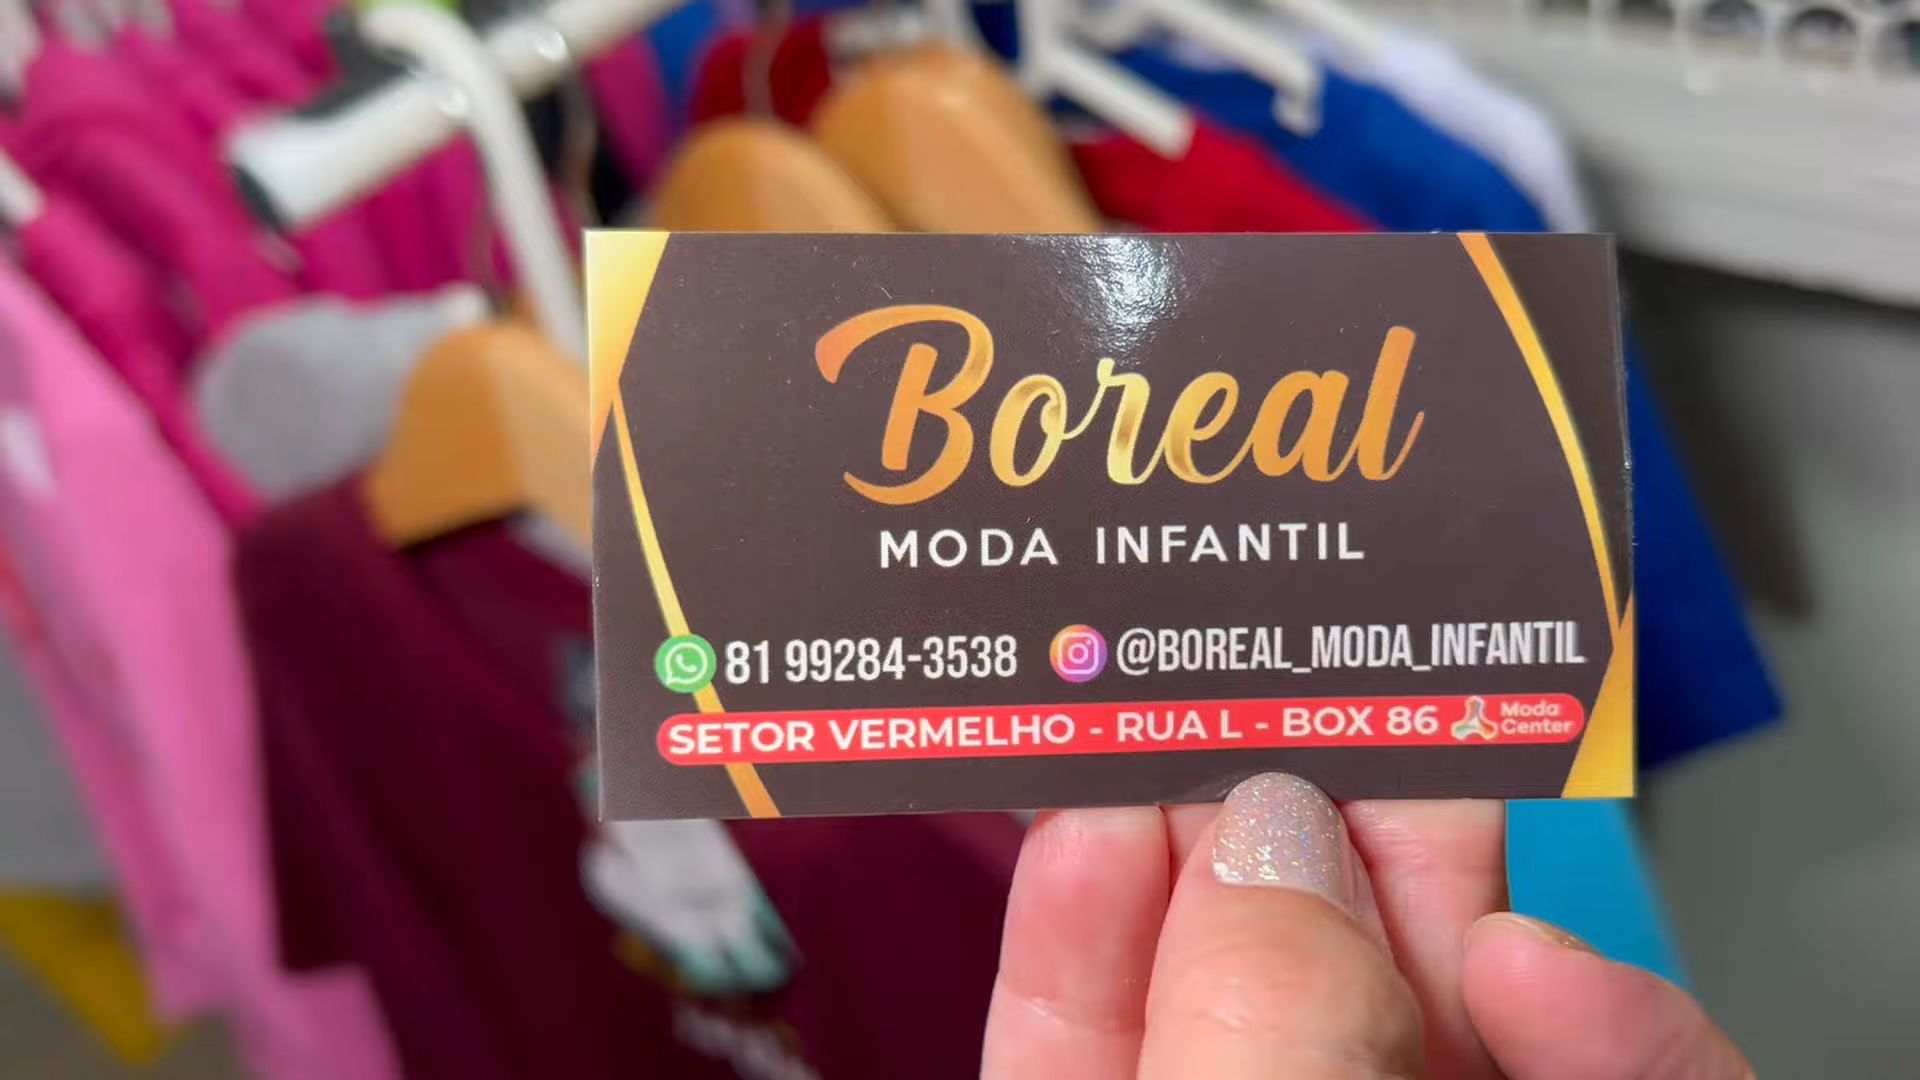 Boreal
MODA INFANTIL
81 99284-3538 @BOREAL_MODA_INFANTIL
SETOR VERMELHO - RUA L - BOX 86 Moda Center